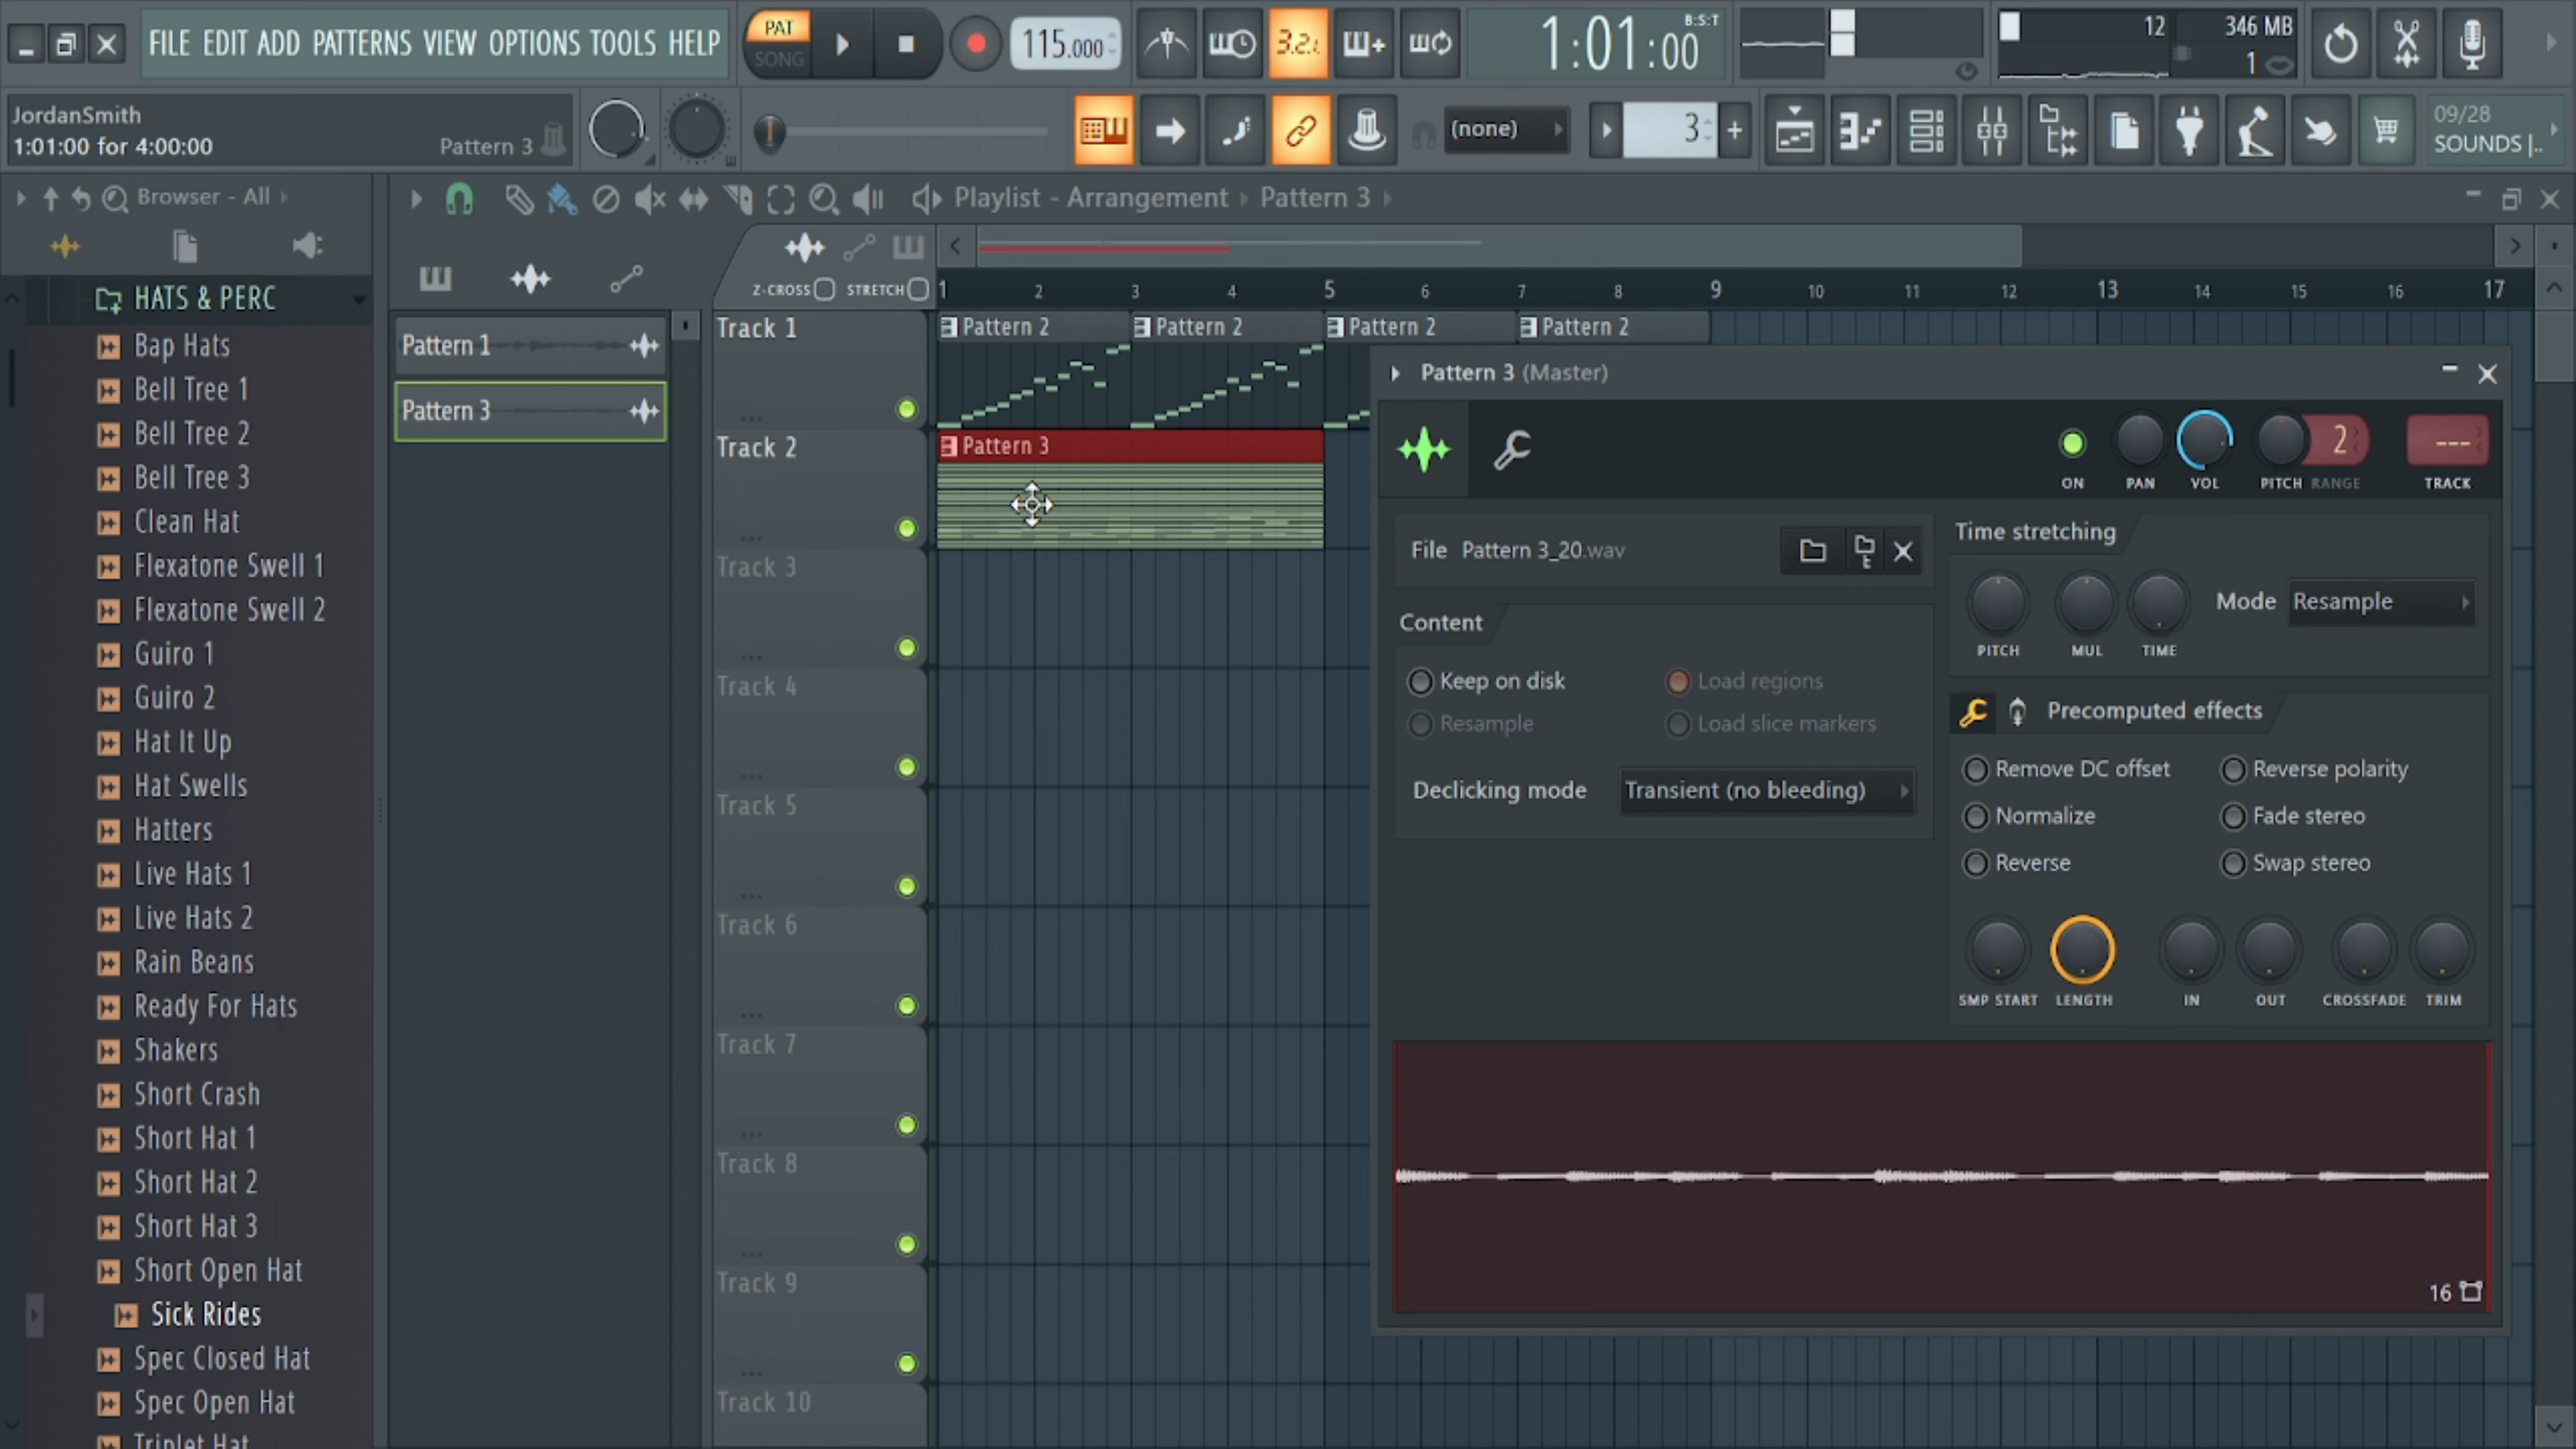 FILE EDIT ADD PATTERNS VIEW OPTIONS TOOLS HELP
PAT
SONG
115.000
3.2.
1:01:00
B:S:T
12
346 MB
1
JordanSmith
1:01:00 for 4:00:00
Pattern 3
(none)
3
+
09/28
SOUNDS |..
Browser - All
Playlist - Arrangement
Pattern 3
Z-CROSS
STRETCH
1 2 3 4 5 6 7 8 9 10 11 12 13 14 15 16 17
HATS & PERC
Bap Hats
Bell Tree 1
Bell Tree 2
Bell Tree 3
Clean Hat
Flexatone Swell 1
Flexatone Swell 2
Guiro 1
Guiro 2
Hat It Up
Hat Swells
Hatters
Live Hats 1
Live Hats 2
Rain Beans
Ready For Hats
Shakers
Short Crash
Short Hat 1
Short Hat 2
Short Hat 3
Short Open Hat
Sick Rides
Spec Closed Hat
Spec Open Hat
Triplet Hat
Pattern 1
Pattern 3
Track 1
Track 2
Track 3
Track 4
Track 5
Track 6
Track 7
Track 8
Track 9
Track 10
Pattern 2
Pattern 2
Pattern 2
Pattern 2
Pattern 3
Pattern 3 (Master)
2
---
ON PAN VOL PITCH RANGE TRACK
File Pattern 3_20.wav
Content
Keep on disk
Load regions
Resample
Load slice markers
Declicking mode
Transient (no bleeding)
Time stretching
PITCH MUL TIME
Mode Resample
Precomputed effects
Remove DC offset
Reverse polarity
Normalize
Fade stereo
Reverse
Swap stereo
SMP START LENGTH IN OUT CROSSFADE TRIM
16